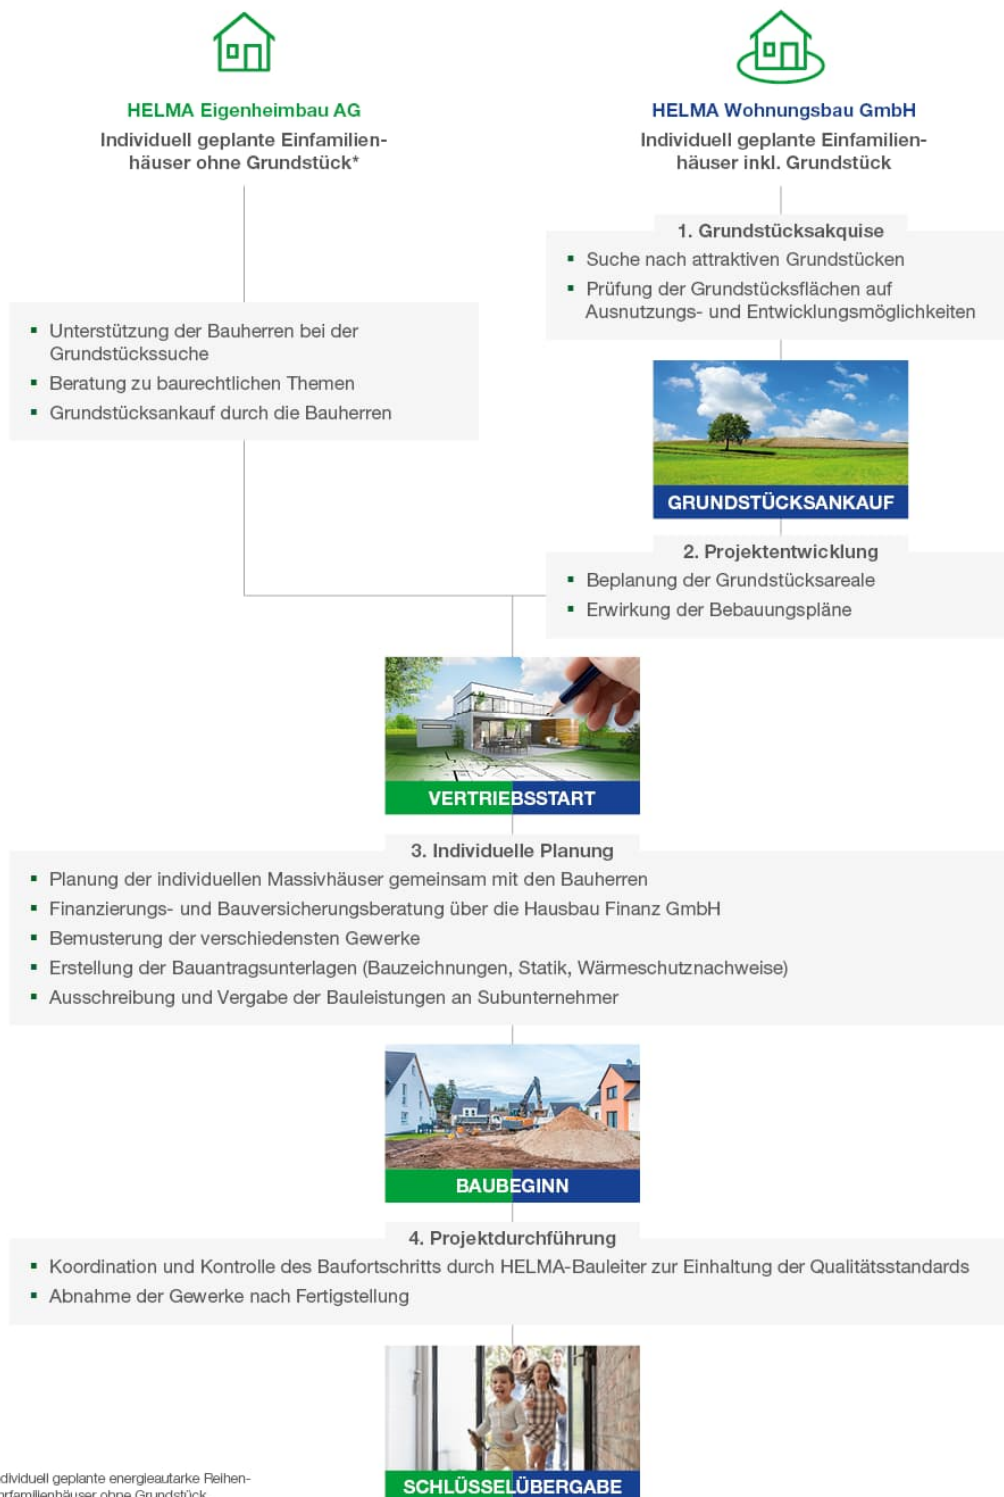 HELMA Eigenheimbau AG
Individuell geplante Einfamilien-
häuser ohne Grundstück*
HELMA Wohnungsbau GmbH
Individuell geplante Einfamilien-
häuser inkl. Grundstück
1. Grundstücksakquise
▪ Suche nach attraktiven Grundstücken
▪ Prüfung der Grundstücksflächen auf
Ausnutzungs- und Entwicklungsmöglichkeiten
▪ Unterstützung der Bauherren bei der
Grundstückssuche
▪ Beratung zu baurechtlichen Themen
▪ Grundstücksankauf durch die Bauherren
GRUNDSTÜCKSANKAUF
2. Projektentwicklung
▪ Beplanung der Grundstücksareale
▪ Erwirkung der Bebauungspläne
VERTRIEBSSTART
3. Individuelle Planung
▪ Planung der individuellen Massivhäuser gemeinsam mit den Bauherren
▪ Finanzierungs- und Bauversicherungsberatung über die Hausbau Finanz GmbH
▪ Bemusterung der verschiedensten Gewerke
▪ Erstellung der Bauantragsunterlagen (Bauzeichnungen, Statik, Wärmeschutznachweise)
▪ Ausschreibung und Vergabe der Bauleistungen an Subunternehmer
BAUBEGINN
4. Projektdurchführung
▪ Koordination und Kontrolle des Baufortschritts durch HELMA-Bauleiter zur Einhaltung der Qualitätsstandards
▪ Abnahme der Gewerke nach Fertigstellung
SCHLÜSSELÜBERGABE
dividuell geplante energieautarke Reihen-
hrfamilienhäuser ohne Grundstück